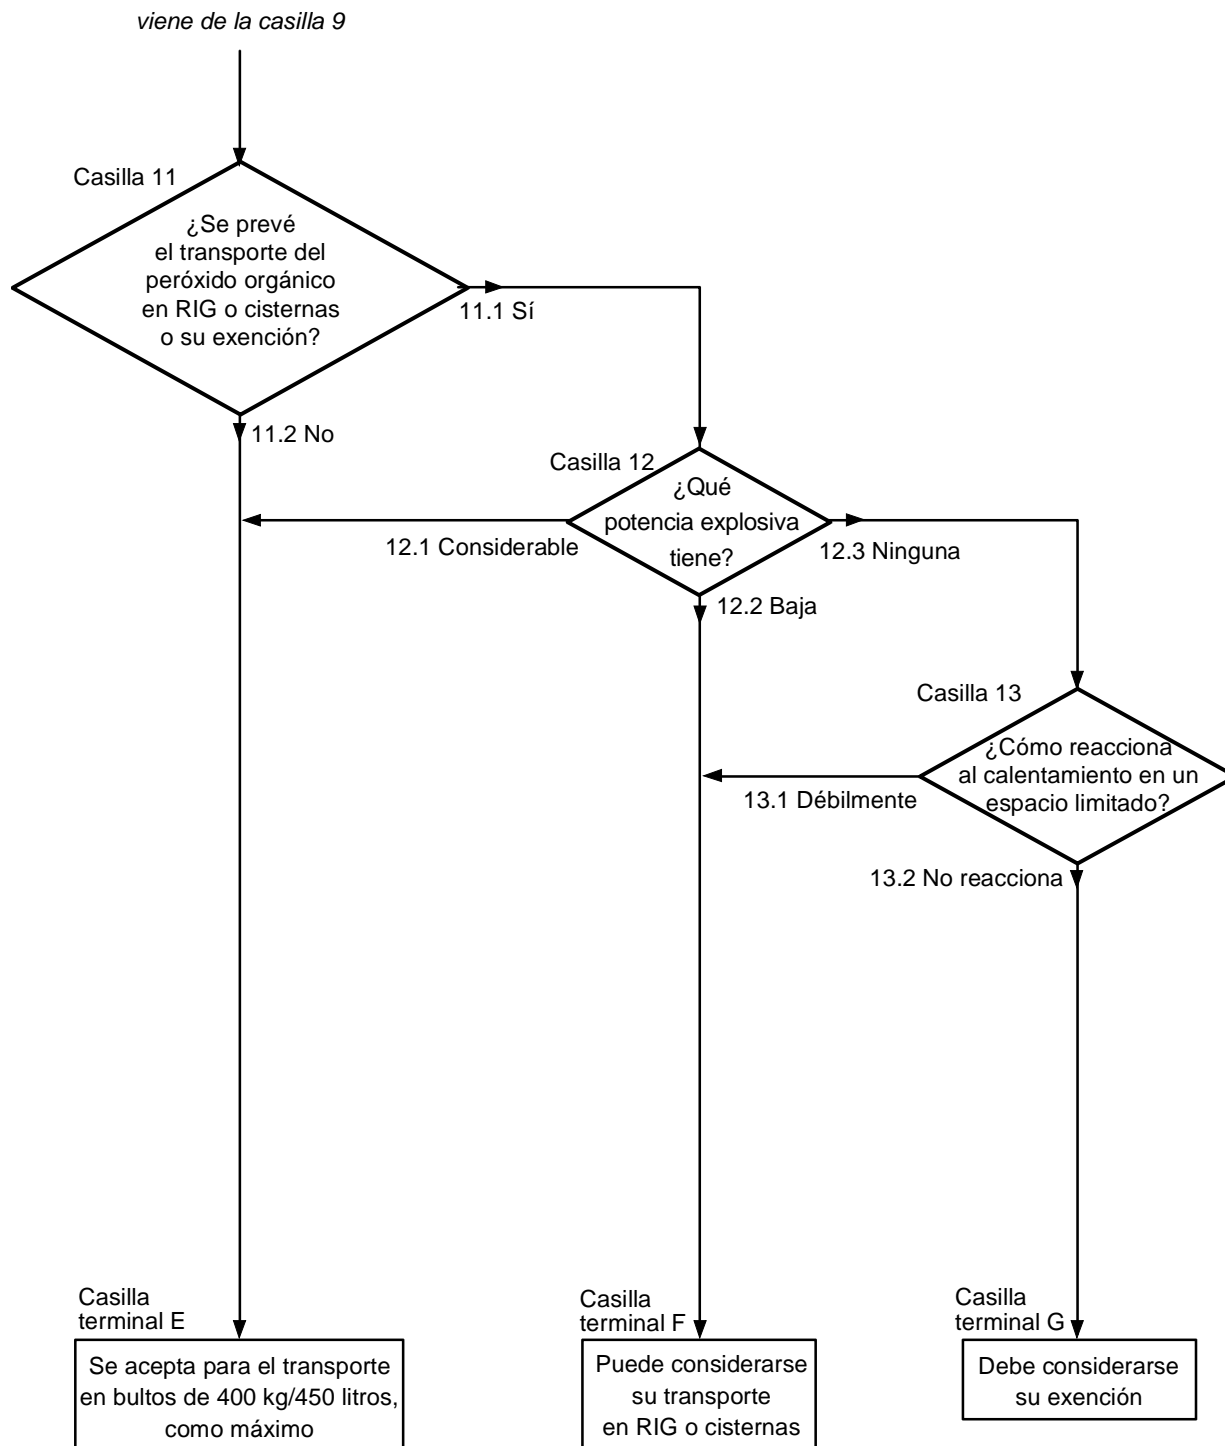 viene de la casilla 9
Casilla 11
¿Se prevé
el transporte del
peróxido orgánico
en RIG o cisternas
o su exención?
11.1 Sí
11.2 No
Casilla 12
¿Qué
potencia explosiva
tiene?
12.1 Considerable
12.3 Ninguna
12.2 Baja
Casilla 13
¿Cómo reacciona
al calentamiento en un
espacio limitado?
13.1 Débilmente
13.2 No reacciona
Casilla
terminal E
Se acepta para el transporte
en bultos de 400 kg/450 litros,
como máximo
Casilla
terminal F
Puede considerarse
su transporte
en RIG o cisternas
Casilla
terminal G
Debe considerarse
su exención